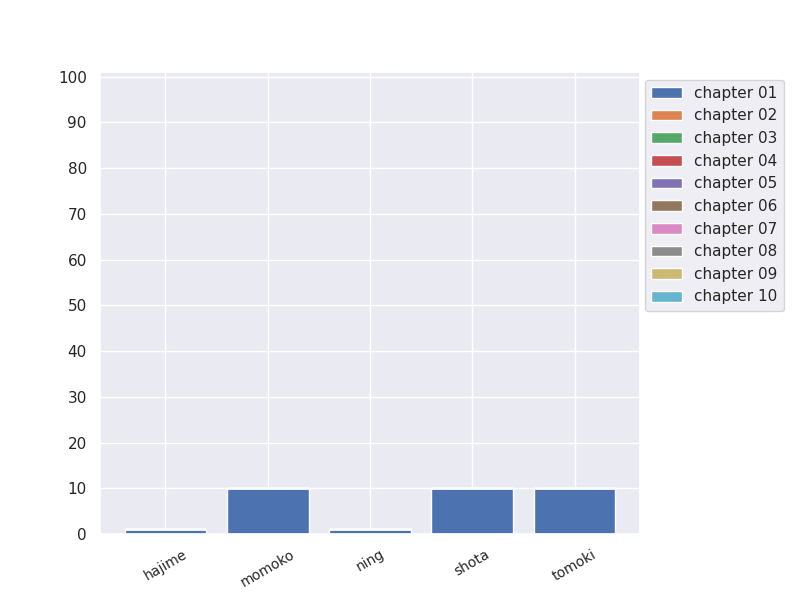 100
90
80
70
60
50
40
30
20
10
0
hajime
momoko
ning
shota
tomoki
chapter 01
chapter 02
chapter 03
chapter 04
chapter 05
chapter 06
chapter 07
chapter 08
chapter 09
chapter 10